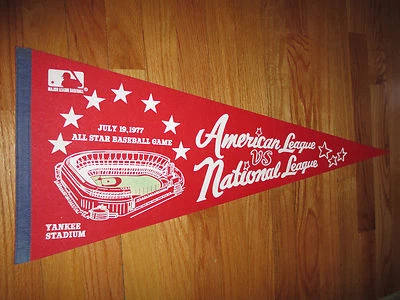 MAJOR LEAGUE BASEBALL
JULY 19, 1977
ALL STAR BASEBALL GAME
American League
VS
National League
YANKEE
STADIUM